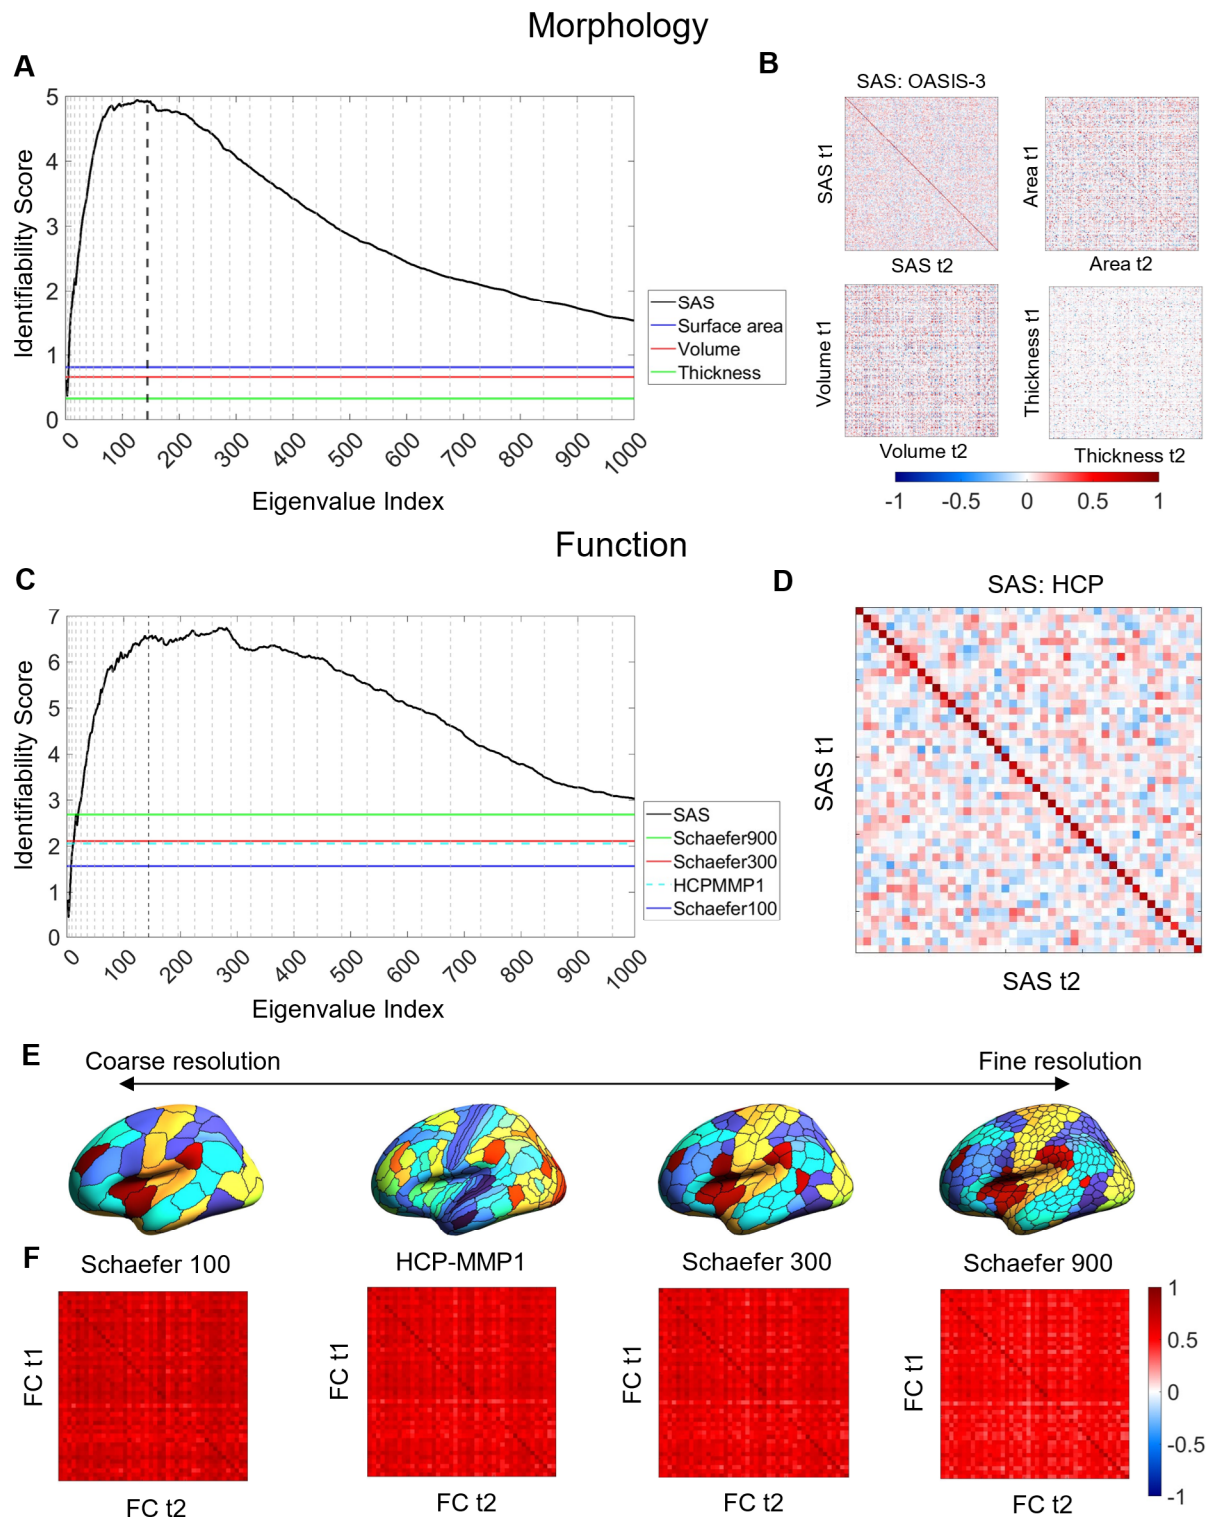 Morphology
A
Identifiability Score
5
4
3
2
1
0
0 100 200 300 400 500 600 700 800 900 1000
Eigenvalue Index
SAS
Surface area
Volume
Thickness
B
SAS: OASIS-3
SAS t1
SAS t2
Area t1
Area t2
Volume t1
Volume t2
Thickness t1
Thickness t2
-1 -0.5 0 0.5 1
Function
C
Identifiability Score
7
6
5
4
3
2
1
0
0 100 200 300 400 500 600 700 800 900 1000
Eigenvalue Index
SAS
Schaefer900
Schaefer300
HCPMMP1
Schaefer100
D
SAS: HCP
SAS t1
SAS t2
E
Coarse resolution
Fine resolution
F
Schaefer 100
HCP-MMP1
Schaefer 300
Schaefer 900
FC t1
FC t2
FC t1
FC t2
FC t1
FC t2
FC t1
FC t2
1
0.5
0
-0.5
-1